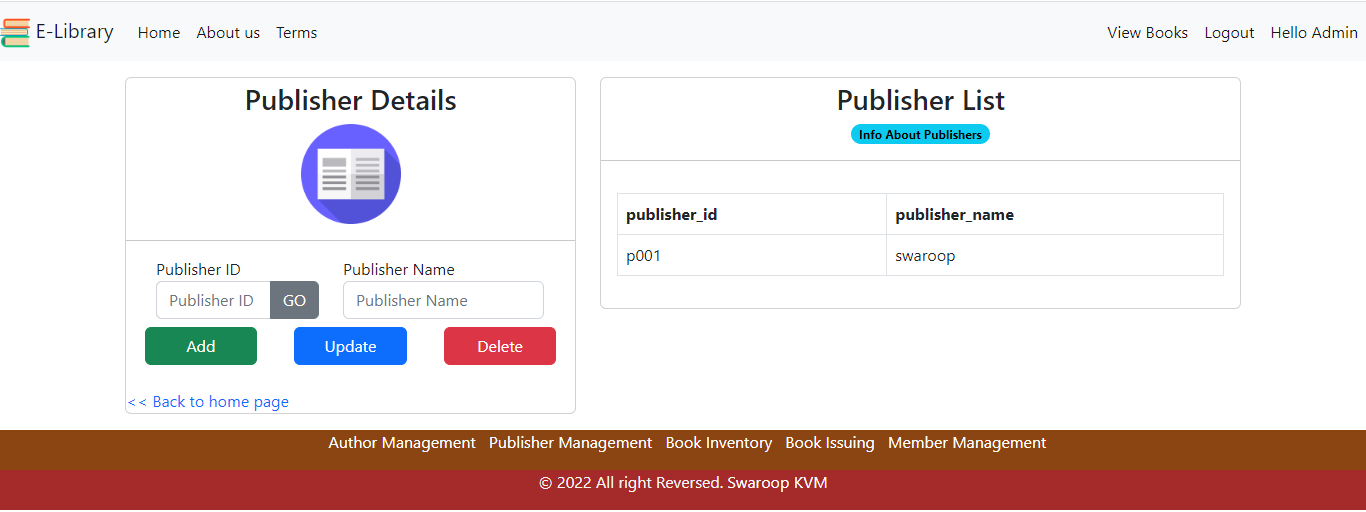 E-Library Home About us Terms View Books Logout Hello Admin
Publisher Details
Publisher ID Publisher Name
Publisher ID GO Publisher Name
Add Update Delete
<< Back to home page
Publisher List
Info About Publishers
publisher_id publisher_name
p001 swaroop
Author Management Publisher Management Book Inventory Book Issuing Member Management
© 2022 All right Reversed. Swaroop KVM